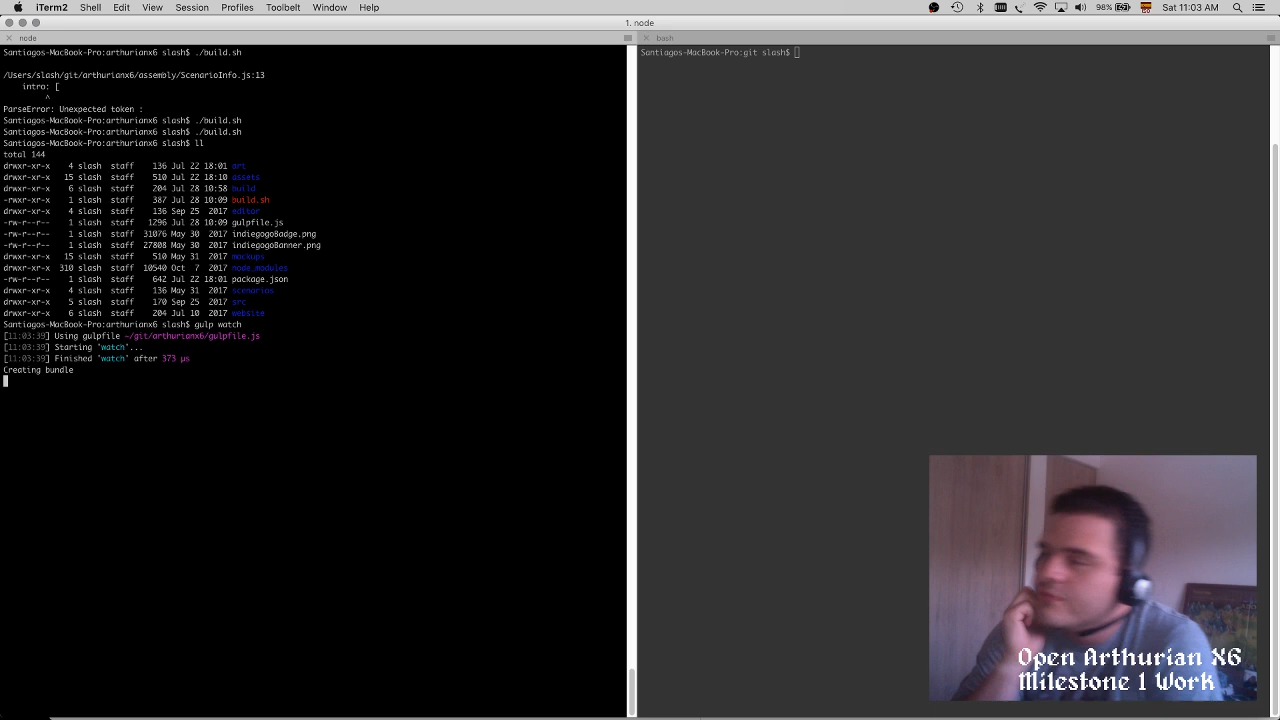 iTerm2 Shell Edit View Session Profiles Toolbelt Window Help 98% Sat 11:03 AM
1. node
node
bash
Santiagos-MacBook-Pro:arthurianx6 slash$ ./build.sh
Santiagos-MacBook-Pro:git slash$
/Users/slash/git/arthurianx6/assembly/ScenarioInfo.js:13
intro: [
^
ParseError: Unexpected token :
Santiagos-MacBook-Pro:arthurianx6 slash$ ./build.sh
Santiagos-MacBook-Pro:arthurianx6 slash$ ./build.sh
Santiagos-MacBook-Pro:arthurianx6 slash$ ll
total 144
drwxr-xr-x 4 slash staff 136 Jul 22 18:01 art
drwxr-xr-x 15 slash staff 510 Jul 22 18:10 assets
drwxr-xr-x 6 slash staff 204 Jul 28 10:58 build
-rwxr-xr-x 1 slash staff 387 Jul 28 10:09 build.sh
drwxr-xr-x 4 slash staff 136 Sep 25 2017 editor
-rw-r--r-- 1 slash staff 1296 Jul 28 10:09 gulpfile.js
-rw-r--r-- 1 slash staff 31076 May 30 2017 indiegogoBadge.png
-rw-r--r-- 1 slash staff 27808 May 30 2017 indiegogoBanner.png
drwxr-xr-x 15 slash staff 510 May 31 2017 mockups
drwxr-xr-x 310 slash staff 10540 Oct 7 2017 node_modules
-rw-r--r-- 1 slash staff 642 Jul 22 18:01 package.json
drwxr-xr-x 4 slash staff 136 May 31 2017 scenarios
drwxr-xr-x 5 slash staff 170 Sep 25 2017 src
drwxr-xr-x 6 slash staff 204 Jul 10 2017 website
Santiagos-MacBook-Pro:arthurianx6 slash$ gulp watch
[11:03:39] Using gulpfile ~/git/arthurianx6/gulpfile.js
[11:03:39] Starting 'watch'...
[11:03:39] Finished 'watch' after 373 μs
Creating bundle
Open Arthurian X6
Milestone 1 Work